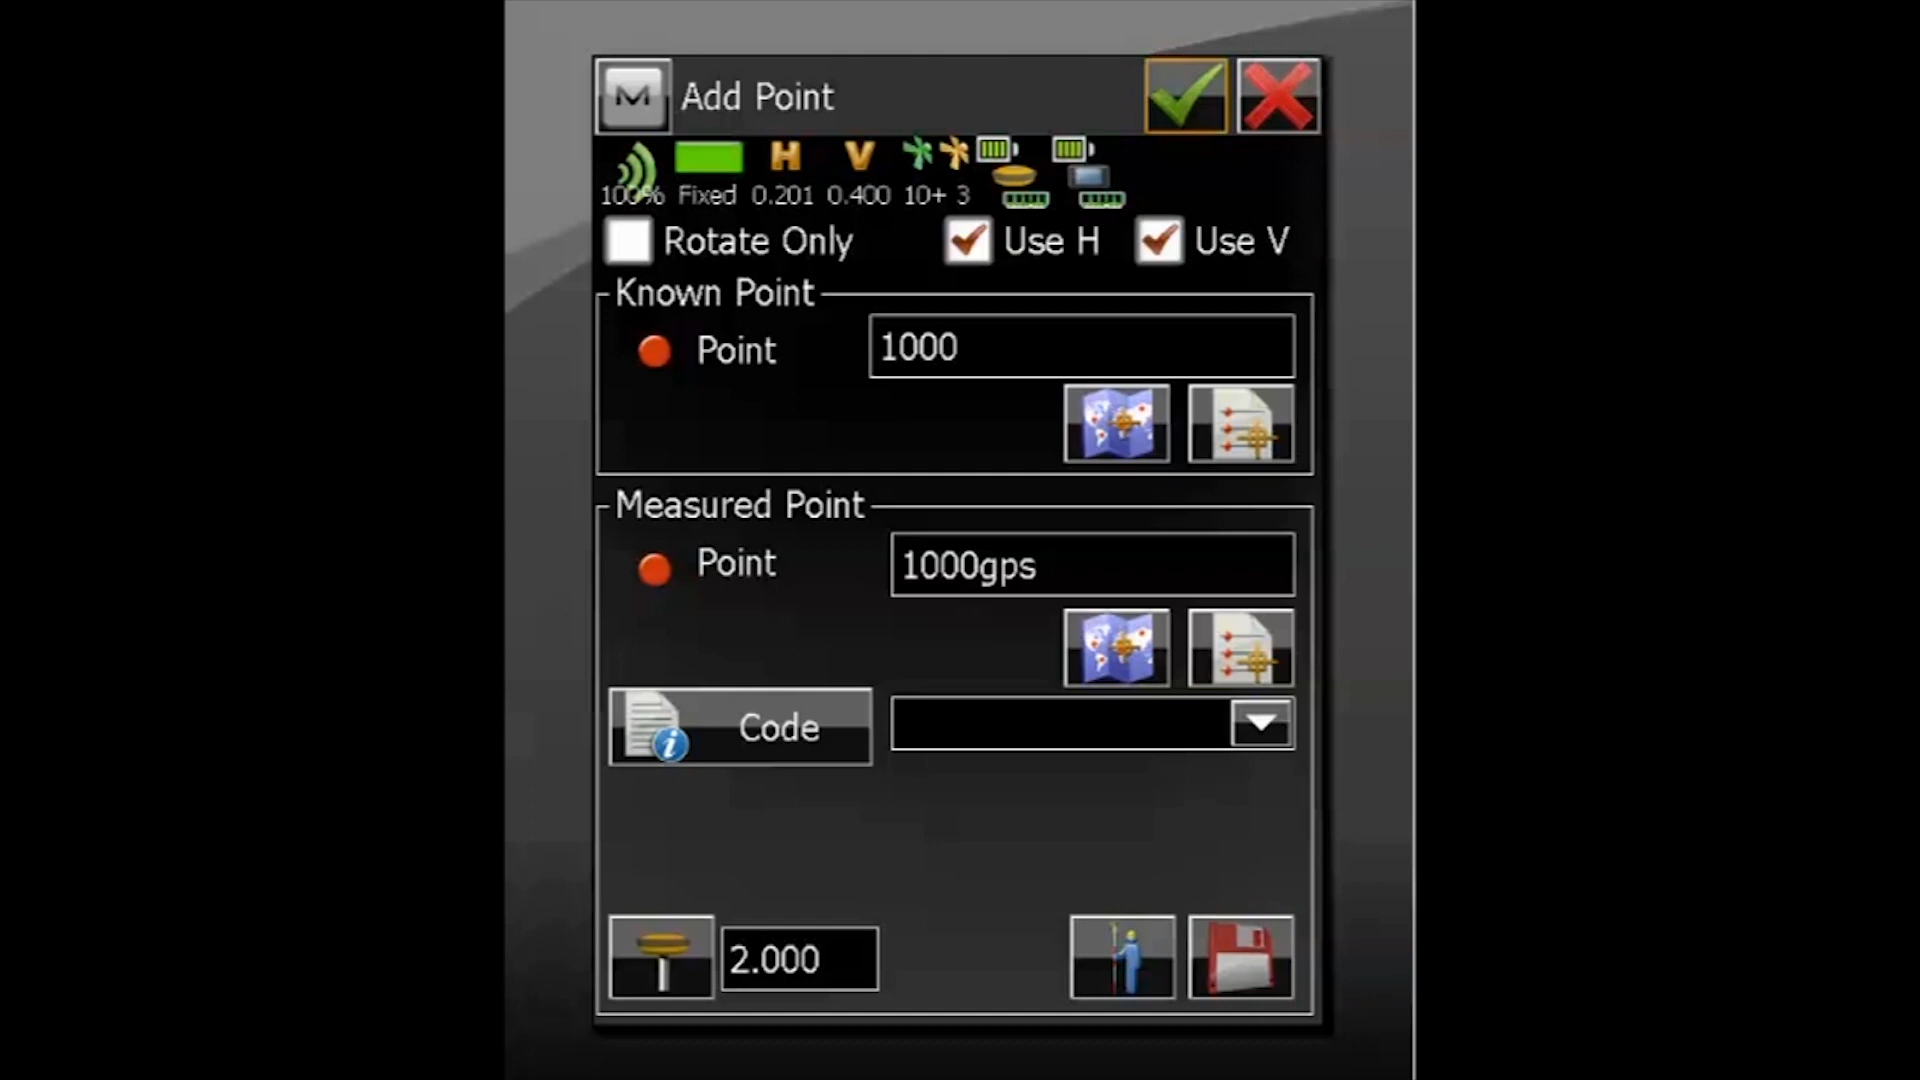 M Add Point
H V
100% Fixed 0.201 0.400 10+ 3
Rotate Only Use H Use V
Known Point
Point 1000
Measured Point
Point 1000gps
i Code
2.000